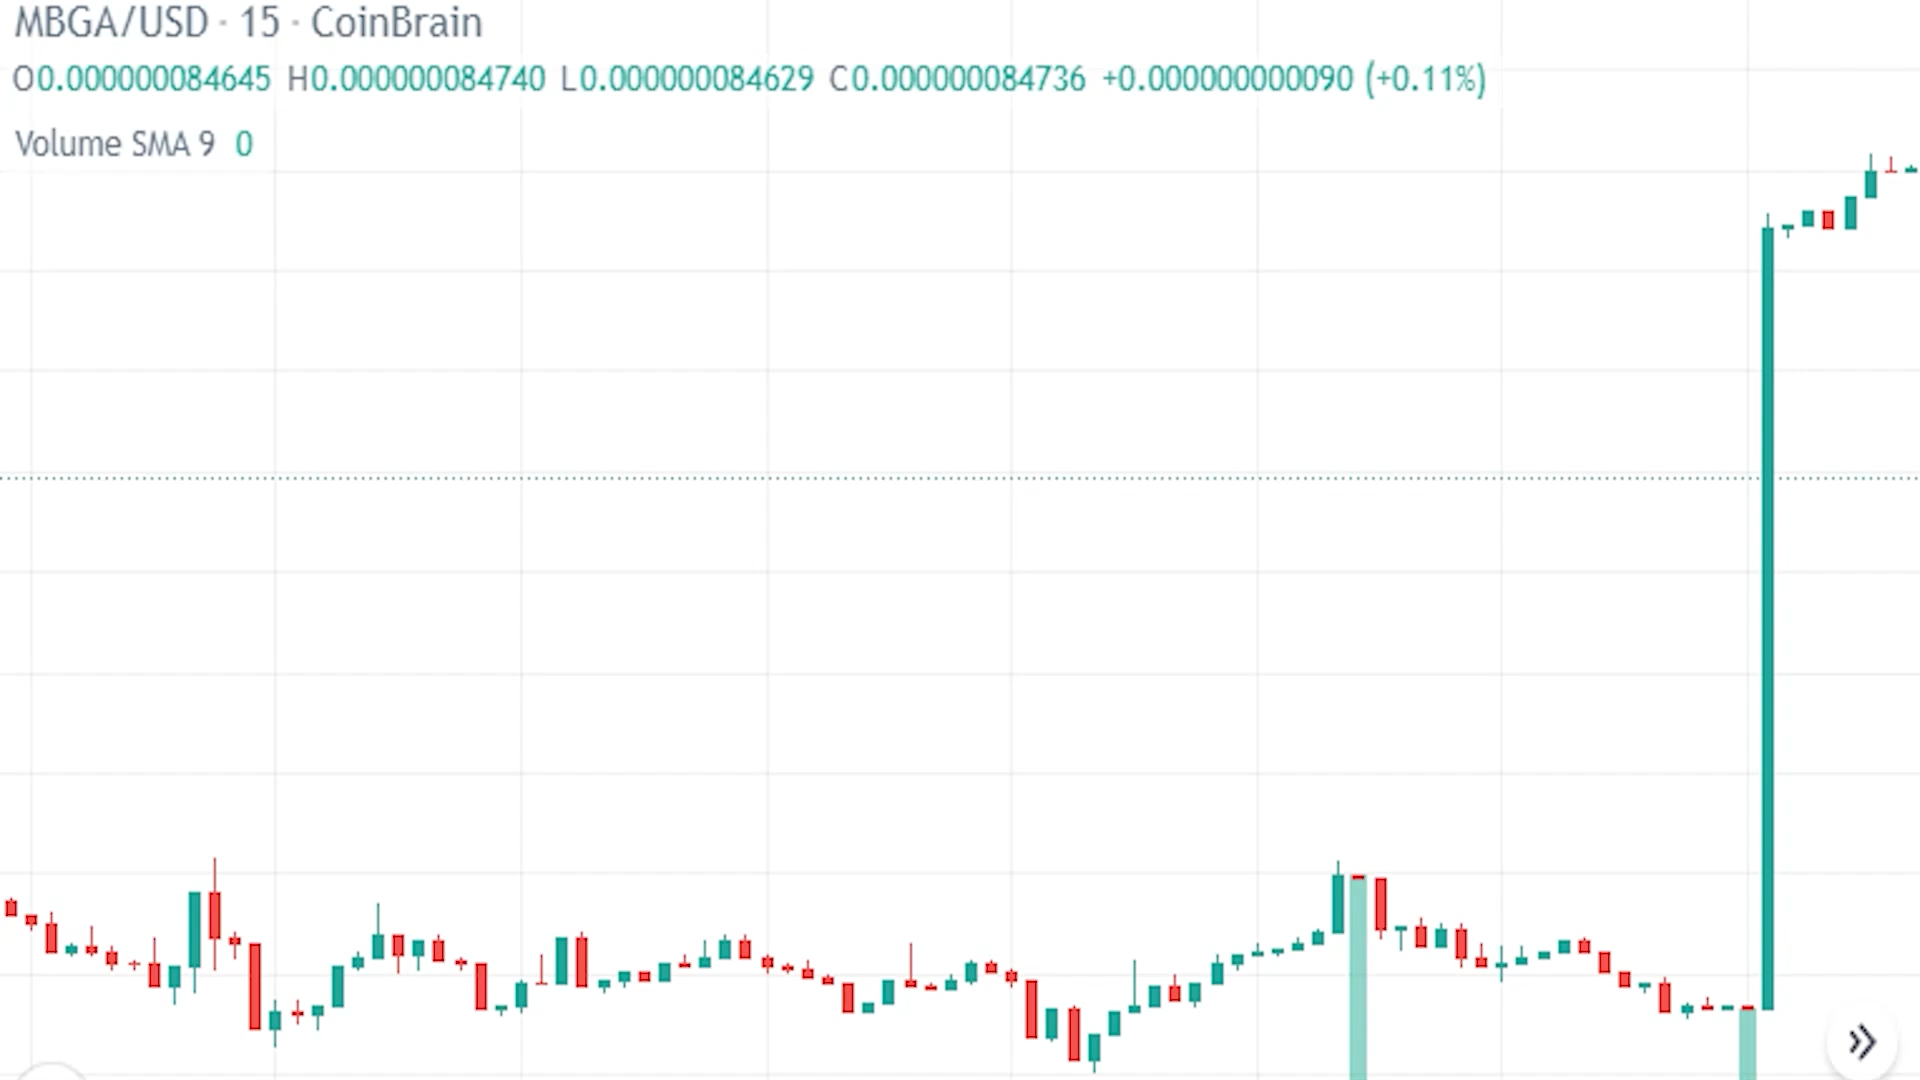 MBGA/USD · 15 · CoinBrain
O0.000000084645 H0.000000084740 L0.000000084629 C0.000000084736 +0.000000000090 (+0.11%)
Volume SMA 9 0